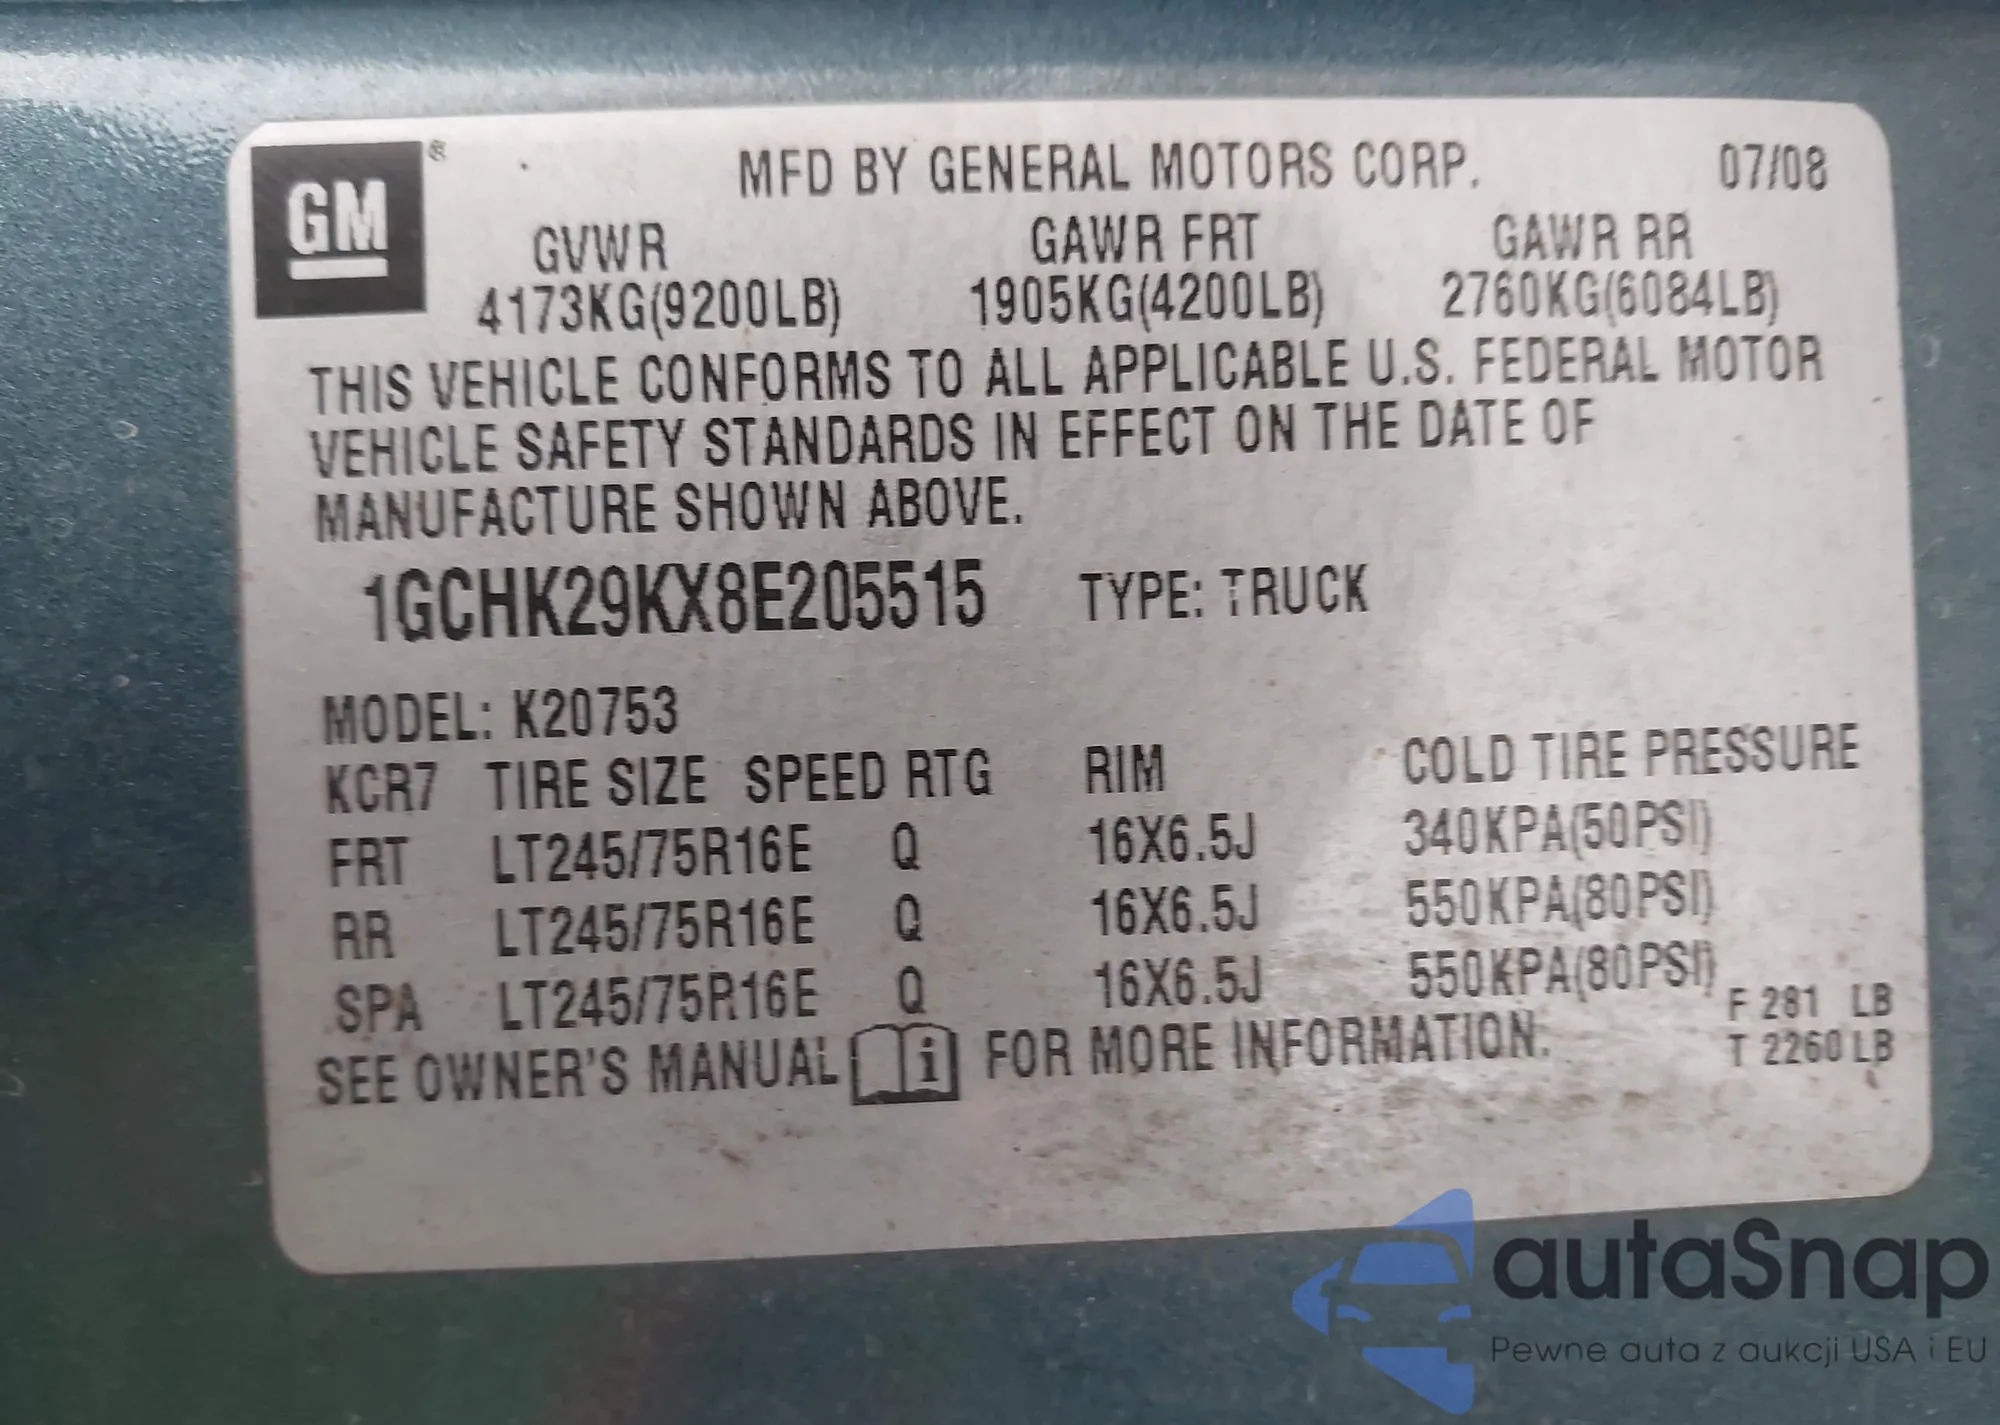 GM ®
MFD BY GENERAL MOTORS CORP. 07/08
GVWR GAWR FRT GAWR RR
4173KG(9200LB) 1905KG(4200LB) 2760KG(6084LB)
THIS VEHICLE CONFORMS TO ALL APPLICABLE U.S. FEDERAL MOTOR
VEHICLE SAFETY STANDARDS IN EFFECT ON THE DATE OF
MANUFACTURE SHOWN ABOVE.
1GCHK29KX8E205515 TYPE: TRUCK
MODEL: K20753
KCR7 TIRE SIZE SPEED RTG RIM COLD TIRE PRESSURE
FRT LT245/75R16E Q 16X6.5J 340KPA(50PSI)
RR LT245/75R16E Q 16X6.5J 550KPA(80PSI)
SPA LT245/75R16E Q 16X6.5J 550KPA(80PSI)
F 281 LB
T 2260 LB
SEE OWNER'S MANUAL i FOR MORE INFORMATION.
autaSnap
Pewne auta z aukcji USA i EU